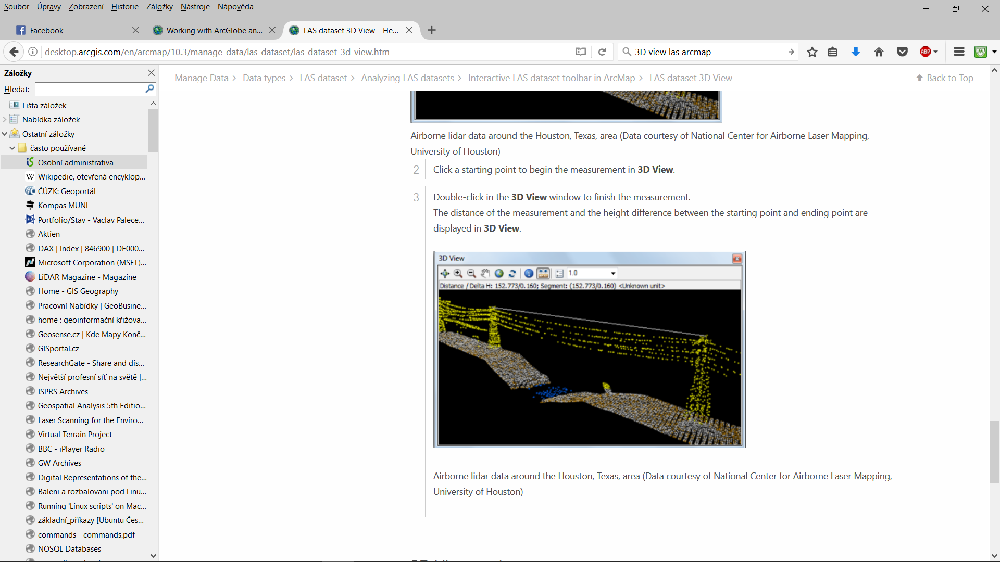 Soubor Úpravy Zobrazení Historie Záložky Nástroje Nápověda
Facebook
Working with ArcGlobe an...
LAS dataset 3D View—He...
desktop.arcgis.com/en/arcmap/10.3/manage-data/las-dataset/las-dataset-3d-view.htm
3D view las arcmap
ABP
Záložky
Hledat:
Lišta záložek
Nabídka záložek
Ostatní záložky
často používané
Osobní administrativa
Wikipedie, otevřená encyklop...
ČÚZK: Geoportál
Kompas MUNI
Portfolio/Stav - Vaclav Palece...
Aktien
DAX | Index | 846900 | DE000...
Microsoft Corporation (MSFT)...
LiDAR Magazine - Magazine
Home - GIS Geography
Pracovní Nabídky | GeoBusine...
home : geoinformační křižova...
Geosense.cz | Kde Mapy Konč...
GISportal.cz
ResearchGate - Share and dis...
Největší profesní síť na světě |...
ISPRS Archives
Geospatial Analysis 5th Editio...
Laser Scanning for the Enviro...
Virtual Terrain Project
BBC - iPlayer Radio
GW Archives
Digital Representations of the...
Baleni a rozbalovani pod Linu...
Running 'Linux scripts' on Mac...
základní_příkazy [Ubuntu Čes...
commands - commands.pdf
NOSQL Databases
Manage Data > Data types > LAS dataset > Analyzing LAS datasets > Interactive LAS dataset toolbar in ArcMap > LAS dataset 3D View
Back to Top
Airborne lidar data around the Houston, Texas, area (Data courtesy of National Center for Airborne Laser Mapping,
University of Houston)
2 Click a starting point to begin the measurement in 3D View.
3 Double-click in the 3D View window to finish the measurement.
The distance of the measurement and the height difference between the starting point and ending point are
displayed in 3D View.
3D View
1.0
Distance / Delta H: 152.773/0.160; Segment: (152.773/0.160) <Unknown unit>
Airborne lidar data around the Houston, Texas, area (Data courtesy of National Center for Airborne Laser Mapping,
University of Houston)